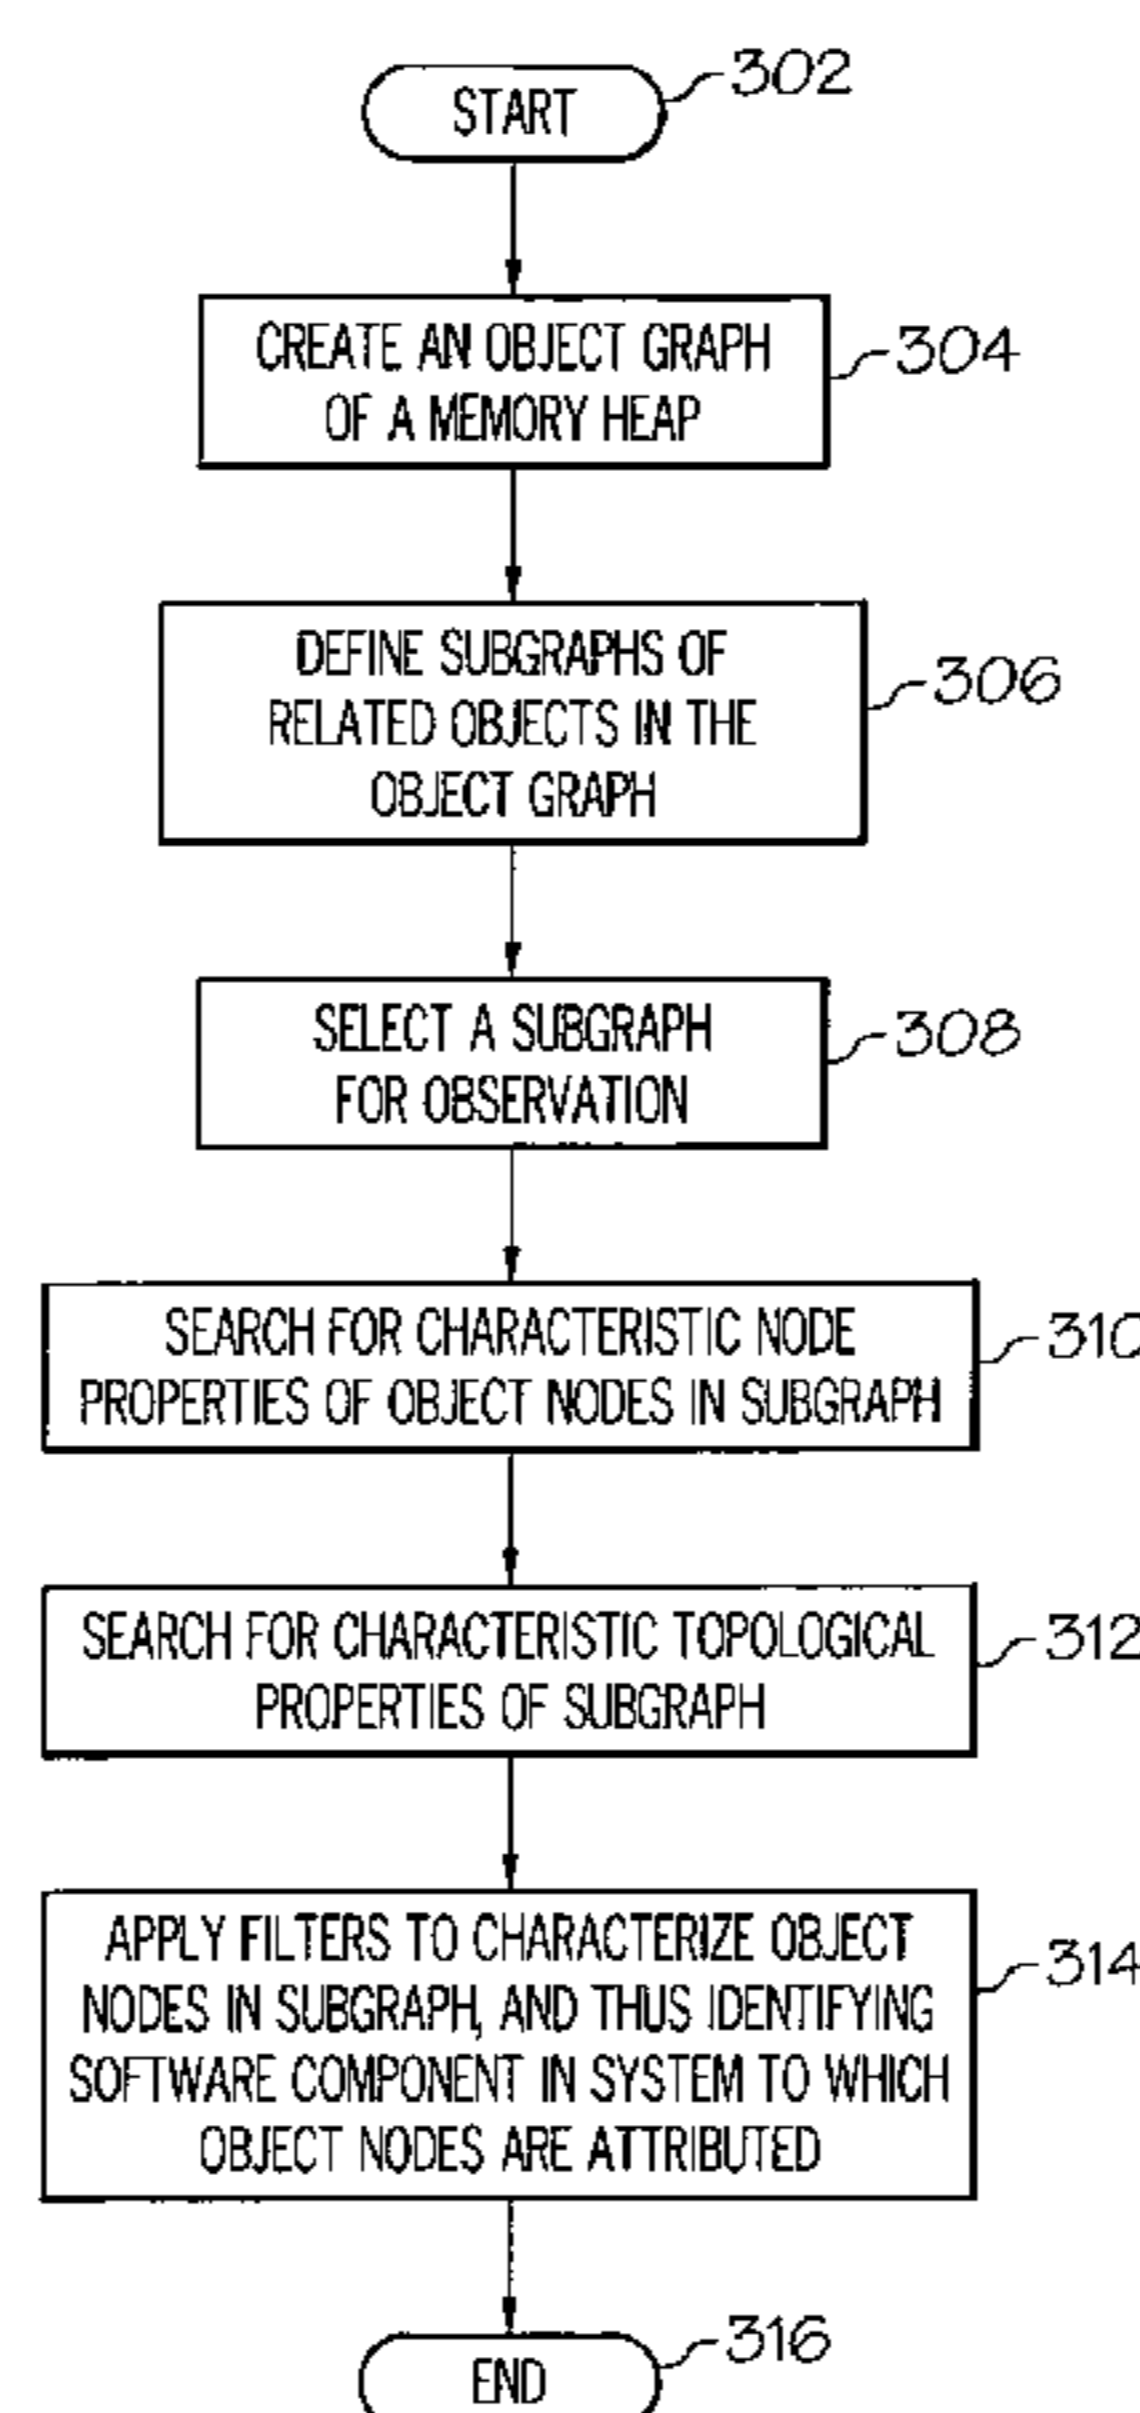 START
302
CREATE AN OBJECT GRAPH
OF A MEMORY HEAP
304
DEFINE SUBGRAPHS OF
RELATED OBJECTS IN THE
OBJECT GRAPH
306
SELECT A SUBGRAPH
FOR OBSERVATION
308
SEARCH FOR CHARACTERISTIC NODE
PROPERTIES OF OBJECT NODES IN SUBGRAPH
310
SEARCH FOR CHARACTERISTIC TOPOLOGICAL
PROPERTIES OF SUBGRAPH
312
APPLY FILTERS TO CHARACTERIZE OBJECT
NODES IN SUBGRAPH, AND THUS IDENTIFYING
SOFTWARE COMPONENT IN SYSTEM TO WHICH
OBJECT NODES ARE ATTRIBUTED
314
END
316